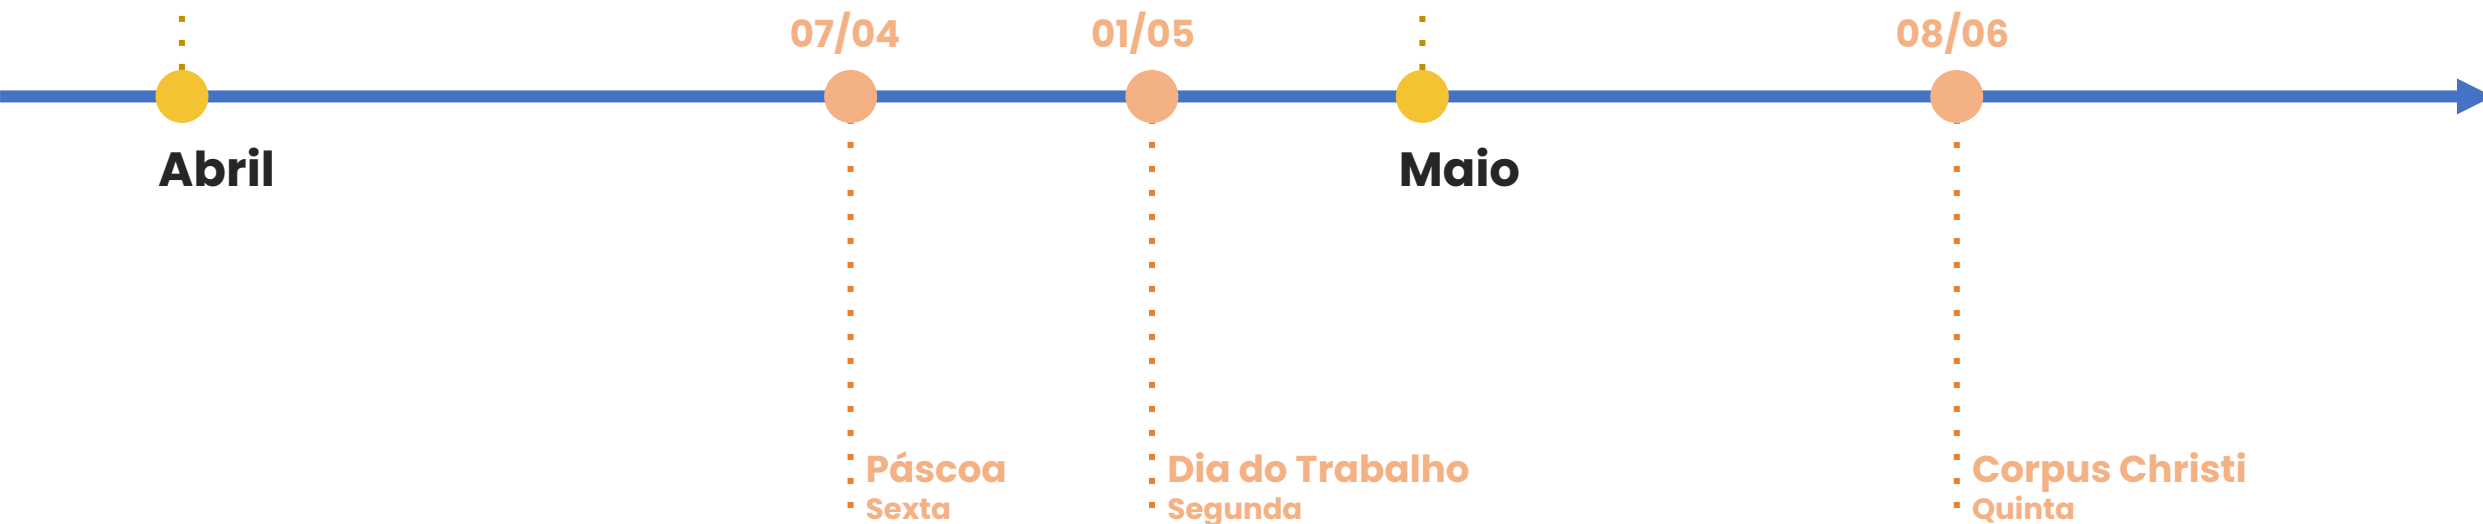 07/04
01/05
08/06
Abril
Maio
Páscoa
Sexta
Dia do Trabalho
Segunda
Corpus Christi
Quinta